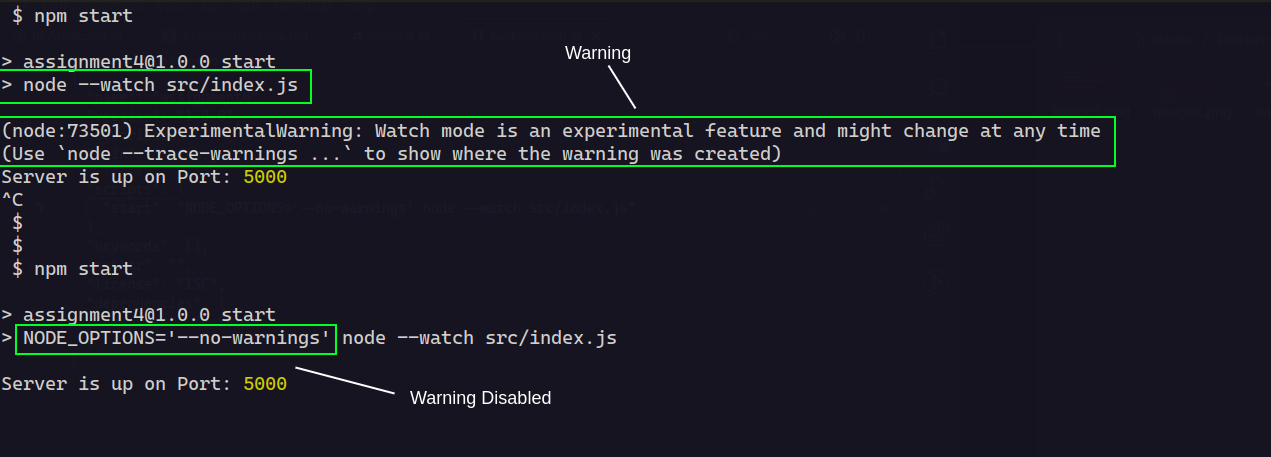 $ npm start
Warning
> assignment4@1.0.0 start
> node --watch src/index.js
(node:73501) ExperimentalWarning: Watch mode is an experimental feature and might change at any time
(Use `node --trace-warnings ...` to show where the warning was created)
Server is up on Port: 5000
^C
$
$
$ npm start
> assignment4@1.0.0 start
> NODE_OPTIONS='--no-warnings' node --watch src/index.js
Server is up on Port: 5000
Warning Disabled